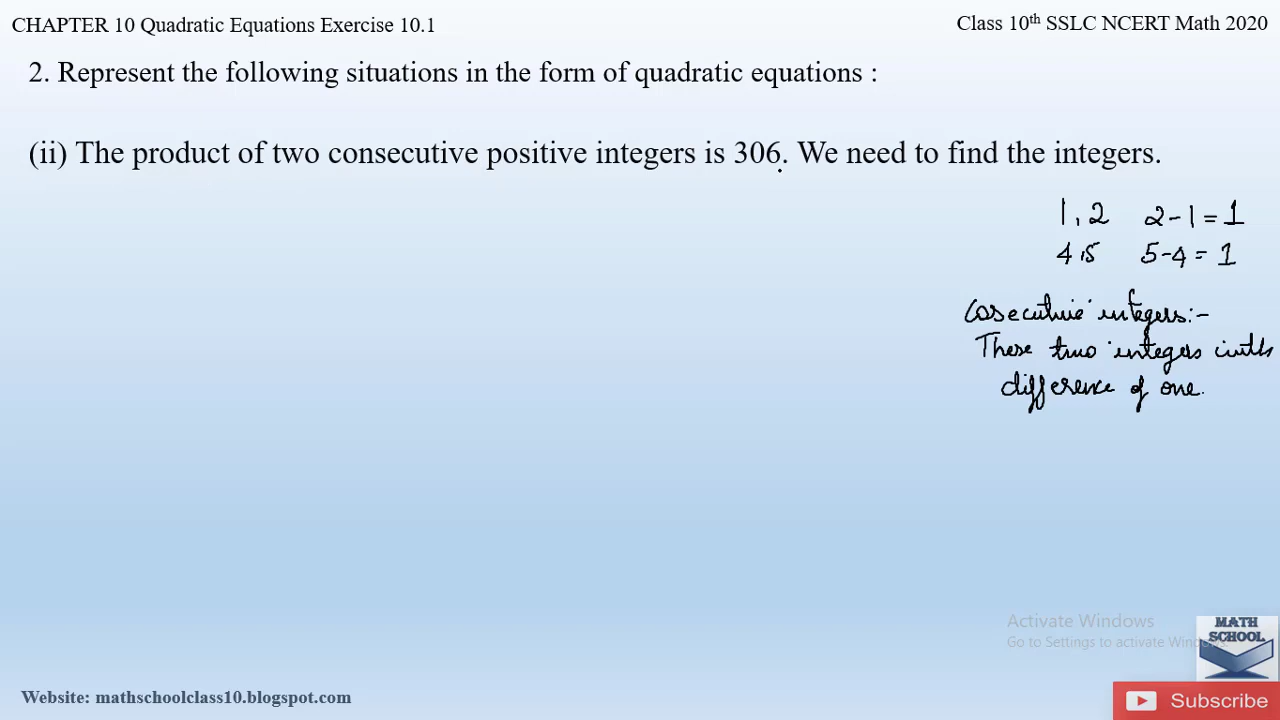 CHAPTER 10 Quadratic Equations Exercise 10.1
Class 10th SSLC NCERT Math 2020
2. Represent the following situations in the form of quadratic equations :
(ii) The product of two consecutive positive integers is 306. We need to find the integers.
1, 2 2-1=1
4,5 5-4=1
Cosecutive integers:-
These two integers with
difference of one.
Activate Windows
Go to Settings to activate Windows.
MATH
SCHOOL
Website: mathschoolclass10.blogspot.com
Subscribe